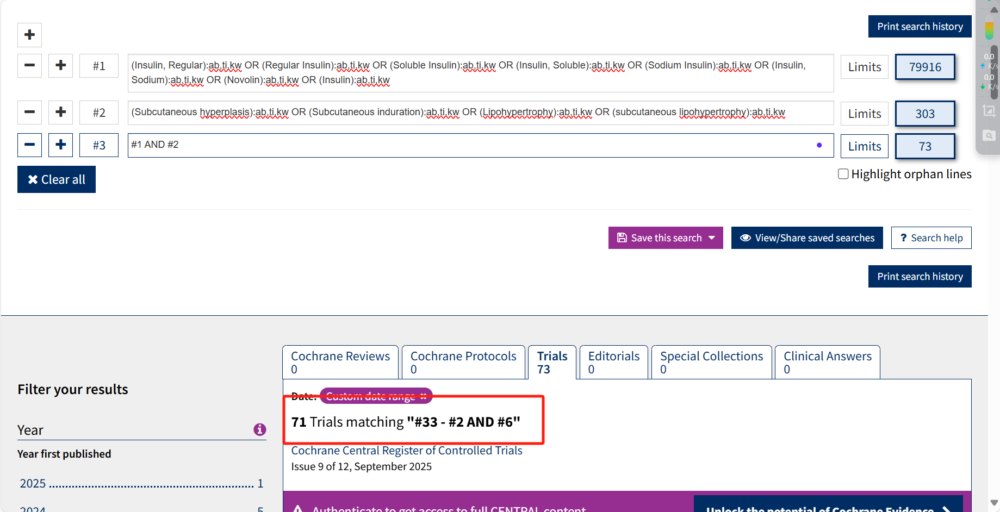 Print search history
#1
(Insulin, Regular):ab,ti,kw OR (Regular Insulin):ab,ti,kw OR (Soluble Insulin):ab,ti,kw OR (Insulin, Soluble):ab,ti,kw OR (Sodium Insulin):ab,ti,kw OR (Insulin,
Sodium):ab,ti,kw OR (Novolin):ab,ti,kw OR (Insulin):ab,ti,kw
Limits
79916
#2
(Subcutaneous hyperplasis):ab,ti,kw OR (Subcutaneous induration):ab,ti,kw OR (Lipohypertrophy):ab,ti,kw OR (subcutaneous lipohypertrophy):ab,ti,kw
Limits
303
#3
#1 AND #2
Limits
73
Clear all
Highlight orphan lines
Save this search
View/Share saved searches
? Search help
Print search history
0.0
K/s
0.0
K/s
Filter your results
Year
Year first published
2025 1
2024 5
Cochrane Reviews
0
Cochrane Protocols
0
Trials
73
Editorials
0
Special Collections
0
Clinical Answers
0
Date: Custom date range
71 Trials matching "#33 - #2 AND #6"
Cochrane Central Register of Controlled Trials
Issue 9 of 12, September 2025
Authenticate to get access to full CENTRAL content
Unlock the potential of Cochrane Evidence